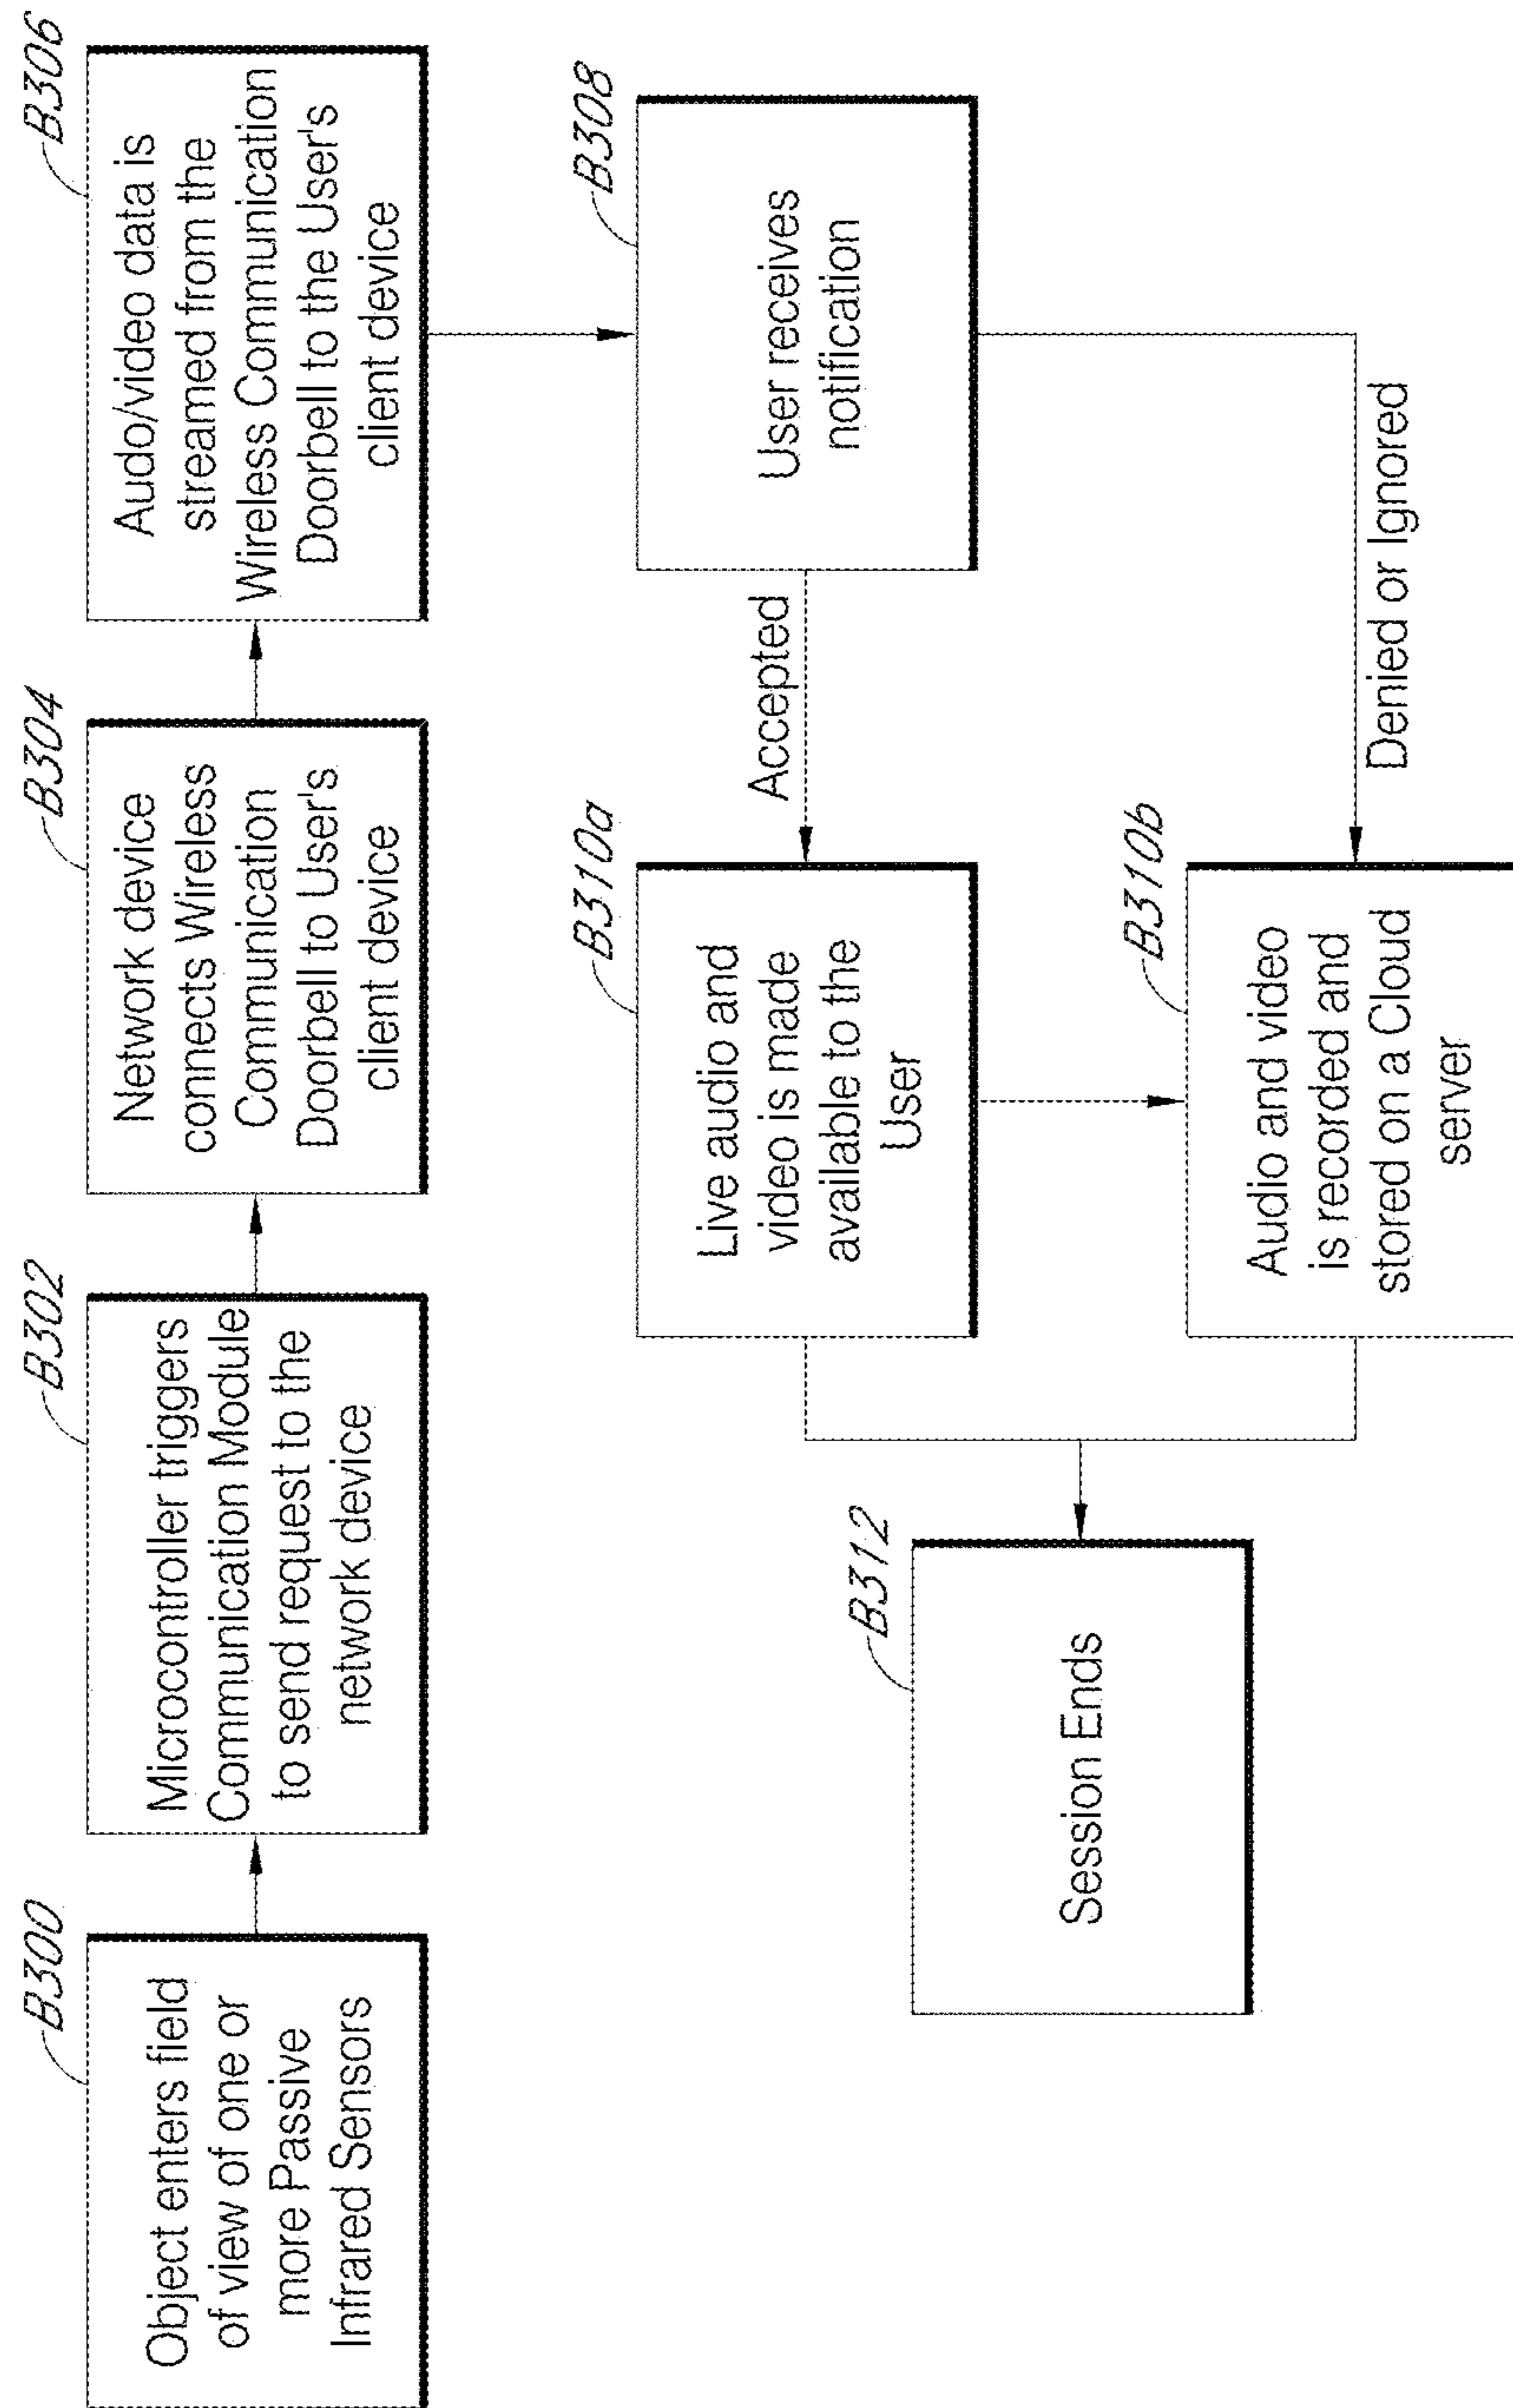 B300
Object enters field
of view of one or
more Passive
Infrared Sensors
B302
Microcontroller triggers
Communication Module
to send request to the
network device
B304
Network device
connects Wireless
Communication
Doorbell to User's
client device
B306
Audo/video data is
streamed from the
Wireless Communication
Doorbell to the User's
client device
B308
User receives
notification
Accepted
Denied or Ignored
B310a
Live audio and
video is made
available to the
User
B310b
Audio and video
is recorded and
stored on a Cloud
server
B312
Session Ends